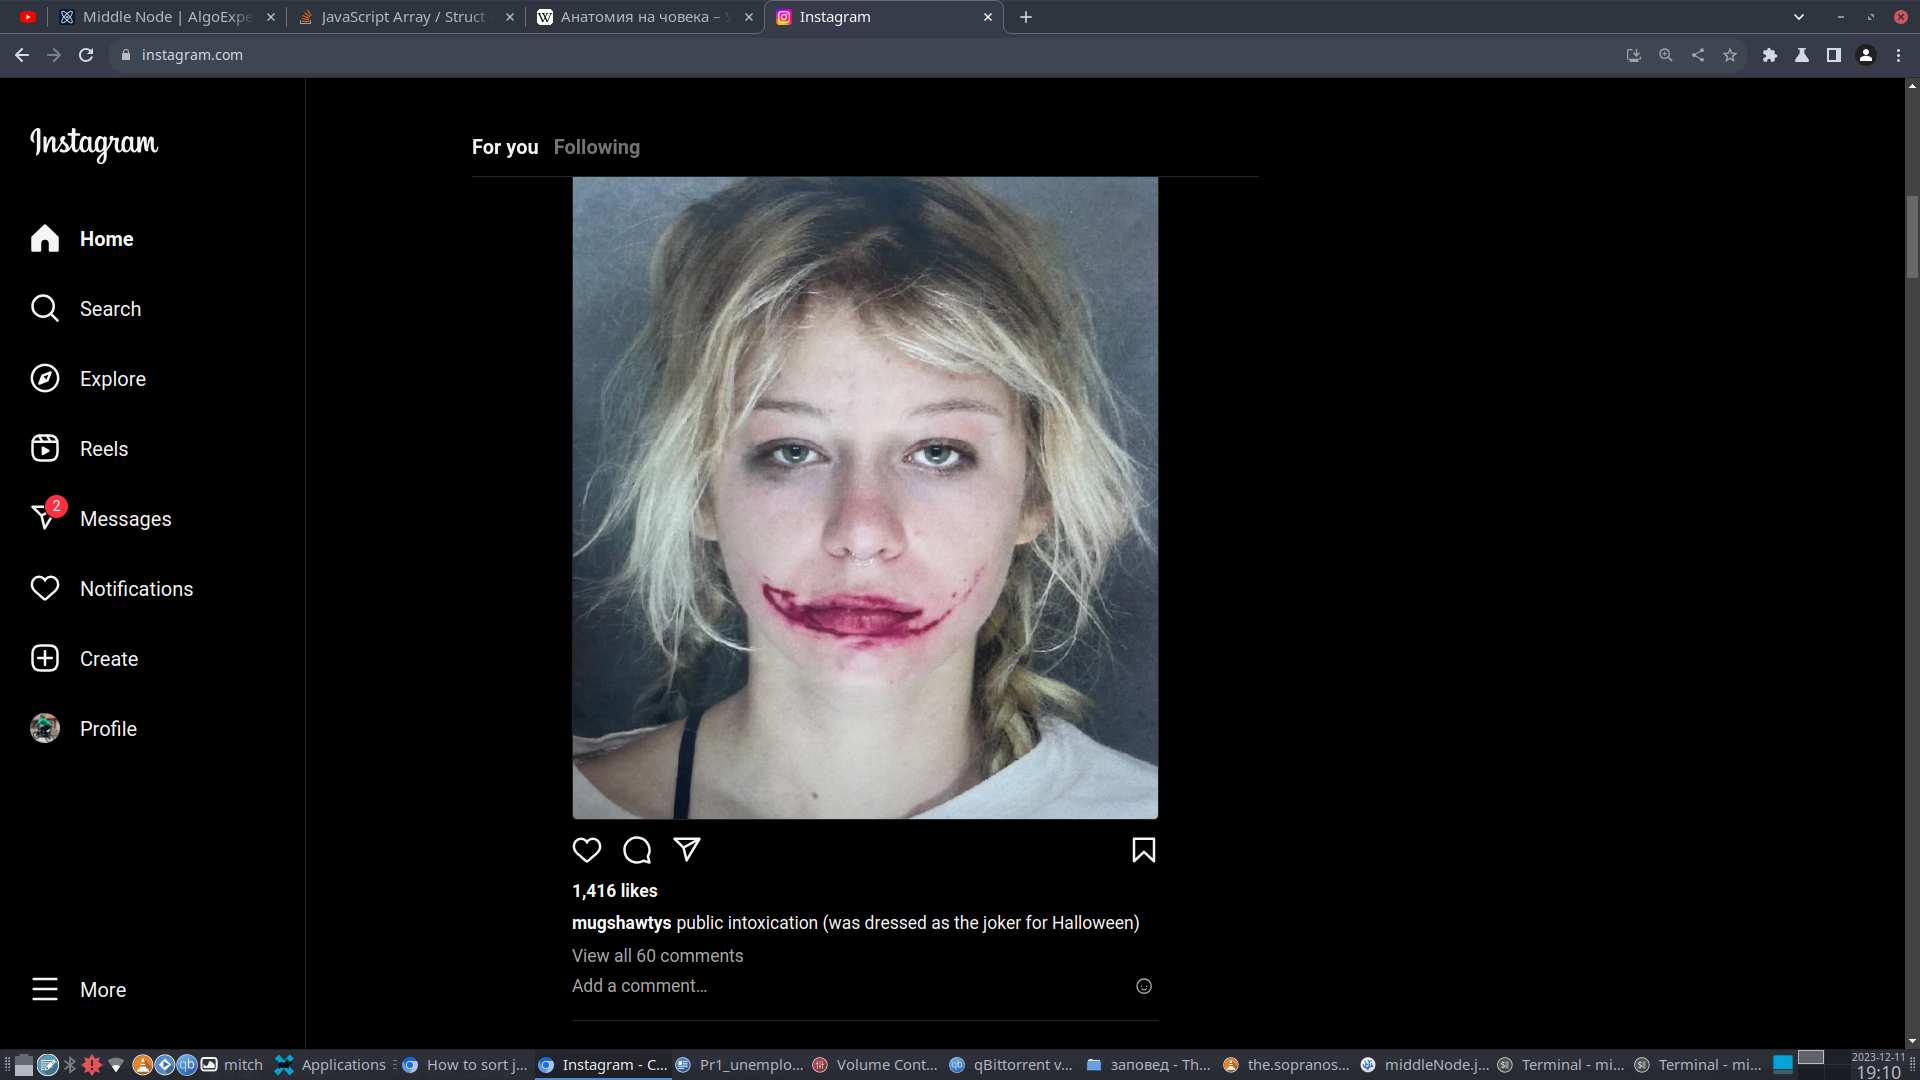 Middle Node | AlgoExpe
JavaScript Array / Struct
Анатомия на човека –
Instagram
instagram.com
Instagram
For you Following
Home
Search
Explore
Reels
2
Messages
Notifications
Create
Profile
More
1,416 likes
mugshawtys public intoxication (was dressed as the joker for Halloween)
View all 60 comments
Add a comment...
mitch
Applications
How to sort j...
Instagram - C...
Pr1_unemplo...
Volume Cont...
qBittorrent v...
заповед - Th...
the.sopranos...
middleNode.j...
Terminal - mi...
Terminal - mi...
2023-12-11
19:10